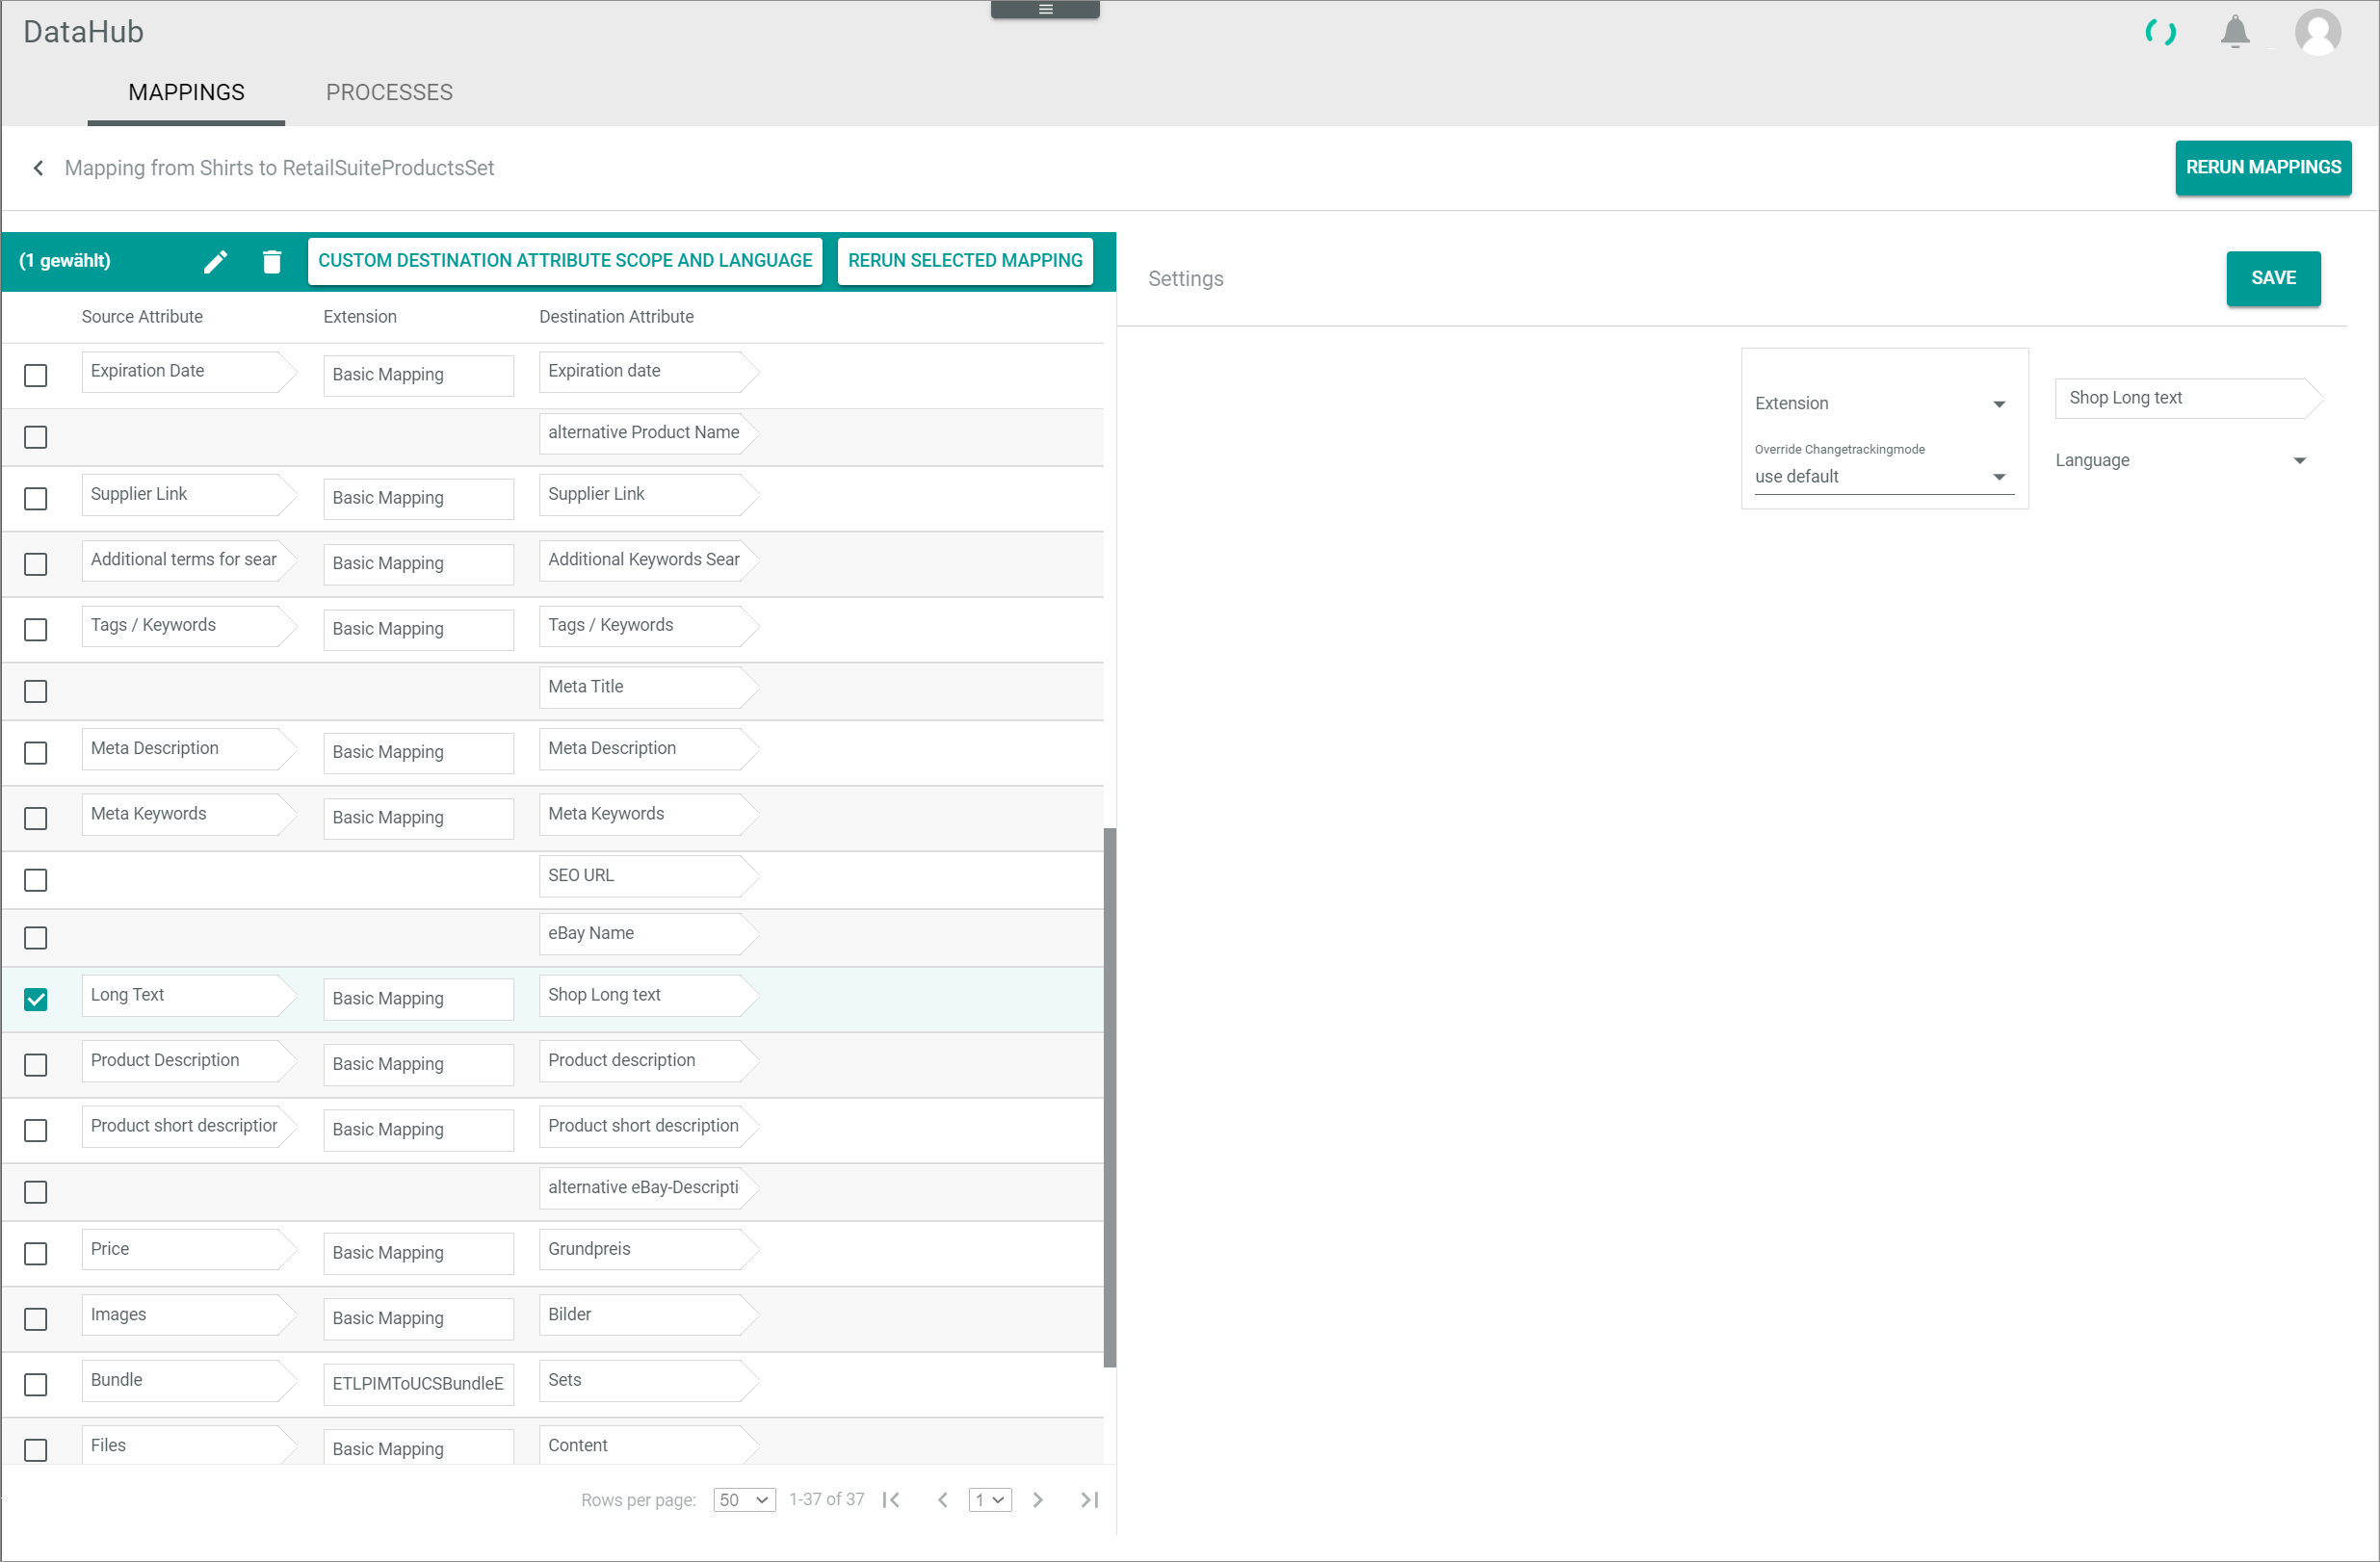 DataHub
MAPPINGS PROCESSES
Mapping from Shirts to RetailSuiteProductsSet
RERUN MAPPINGS
(1 gewählt) CUSTOM DESTINATION ATTRIBUTE SCOPE AND LANGUAGE RERUN SELECTED MAPPING
Source Attribute Extension Destination Attribute
Expiration Date Basic Mapping Expiration date
alternative Product Name
Supplier Link Basic Mapping Supplier Link
Additional terms for sear Basic Mapping Additional Keywords Sear
Tags / Keywords Basic Mapping Tags / Keywords
Meta Title
Meta Description Basic Mapping Meta Description
Meta Keywords Basic Mapping Meta Keywords
SEO URL
eBay Name
Long Text Basic Mapping Shop Long text
Product Description Basic Mapping Product description
Product short description Basic Mapping Product short description
alternative eBay-Descripti
Price Basic Mapping Grundpreis
Images Basic Mapping Bilder
Bundle ETLPIMToUCSBundleE Sets
Files Basic Mapping Content
Rows per page: 50 1-37 of 37 1
Settings
SAVE
Extension
Override Changetrackingmode
use default
Shop Long text
Language